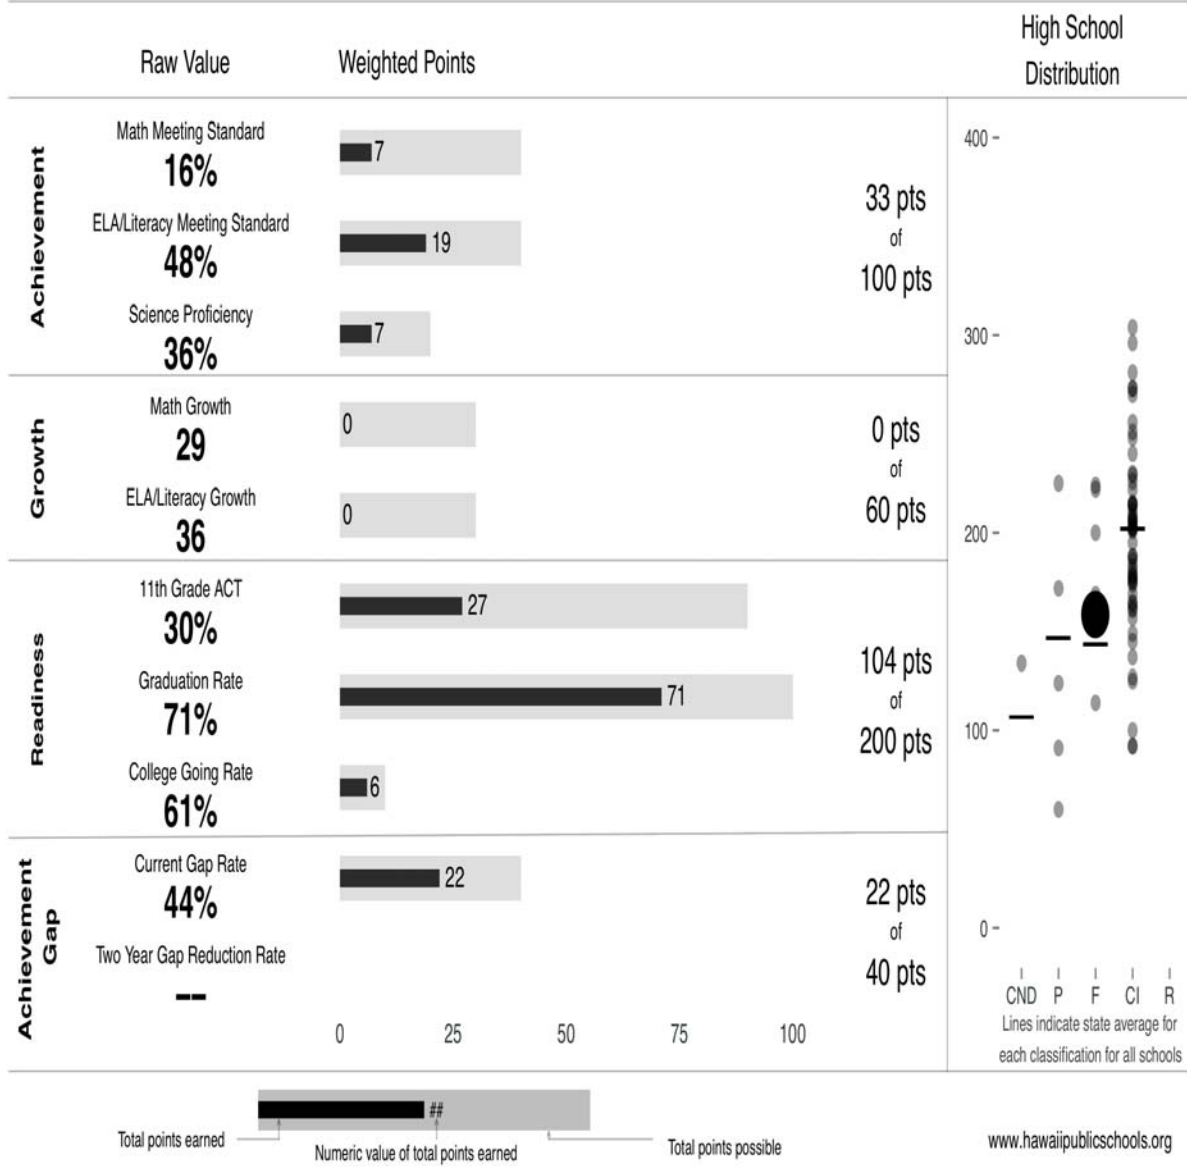 Raw Value
Weighted Points
High School
Distribution
Achievement
Math Meeting Standard
16%
7
ELA/Literacy Meeting Standard
48%
19
Science Proficiency
36%
7
33 pts
of
100 pts
Growth
Math Growth
29
0
ELA/Literacy Growth
36
0
0 pts
of
60 pts
Readiness
11th Grade ACT
30%
27
Graduation Rate
71%
71
College Going Rate
61%
6
104 pts
of
200 pts
Achievement
Gap
Current Gap Rate
44%
22
Two Year Gap Reduction Rate
--
22 pts
of
40 pts
0 25 50 75 100
400
300
200
100
0
CND P F CI R
Lines indicate state average for
each classification for all schools
##
Total points earned
Numeric value of total points earned
Total points possible
www.hawaiipublicschools.org